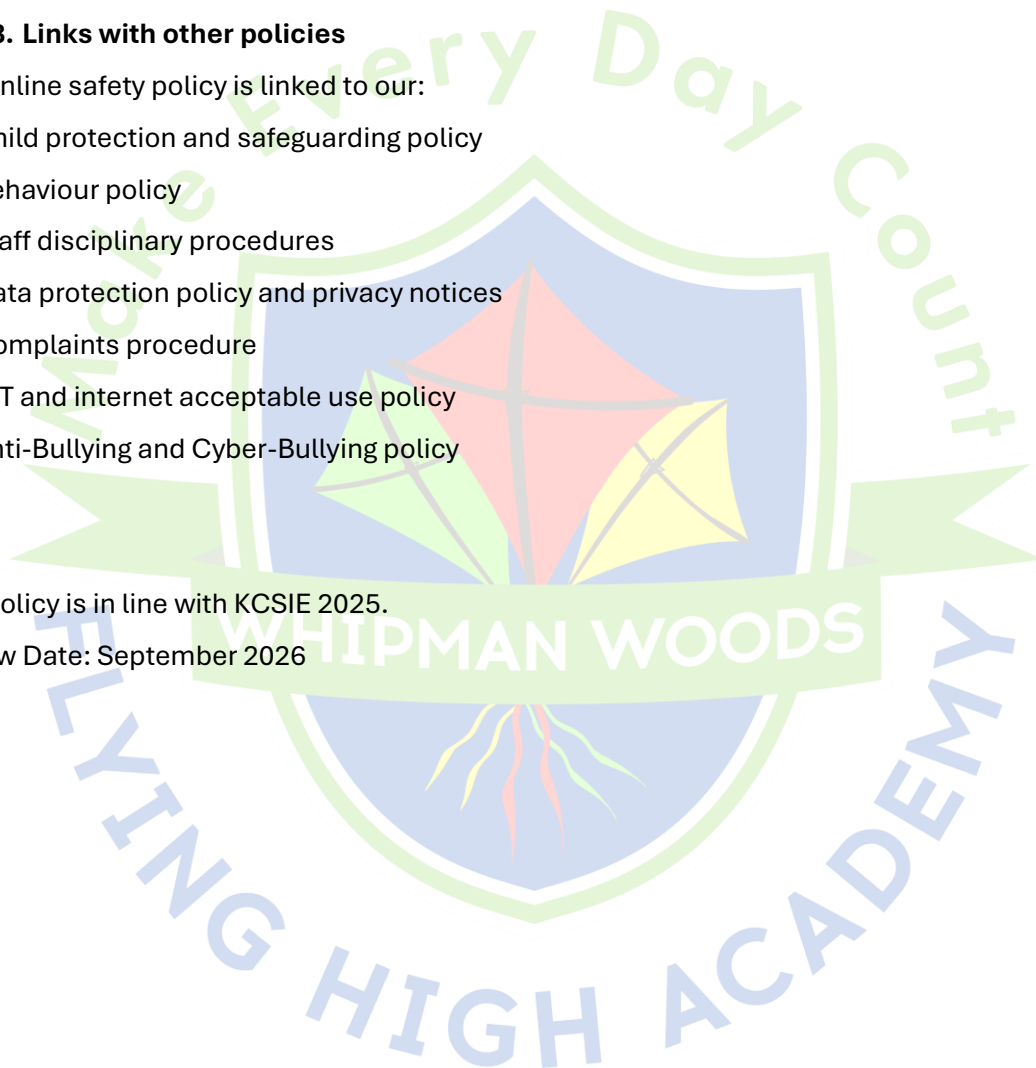 3. Links with other policies
nline safety policy is linked to our:
hild protection and safeguarding policy
ehaviour policy
aff disciplinary procedures
ata protection policy and privacy notices
omplaints procedure
T and internet acceptable use policy
nti-Bullying and Cyber-Bullying policy
olicy is in line with KCSIE 2025.
w Date: September 2026
Make Every Day Count
WHIPMAN WOODS
FLYING HIGH ACADEMY